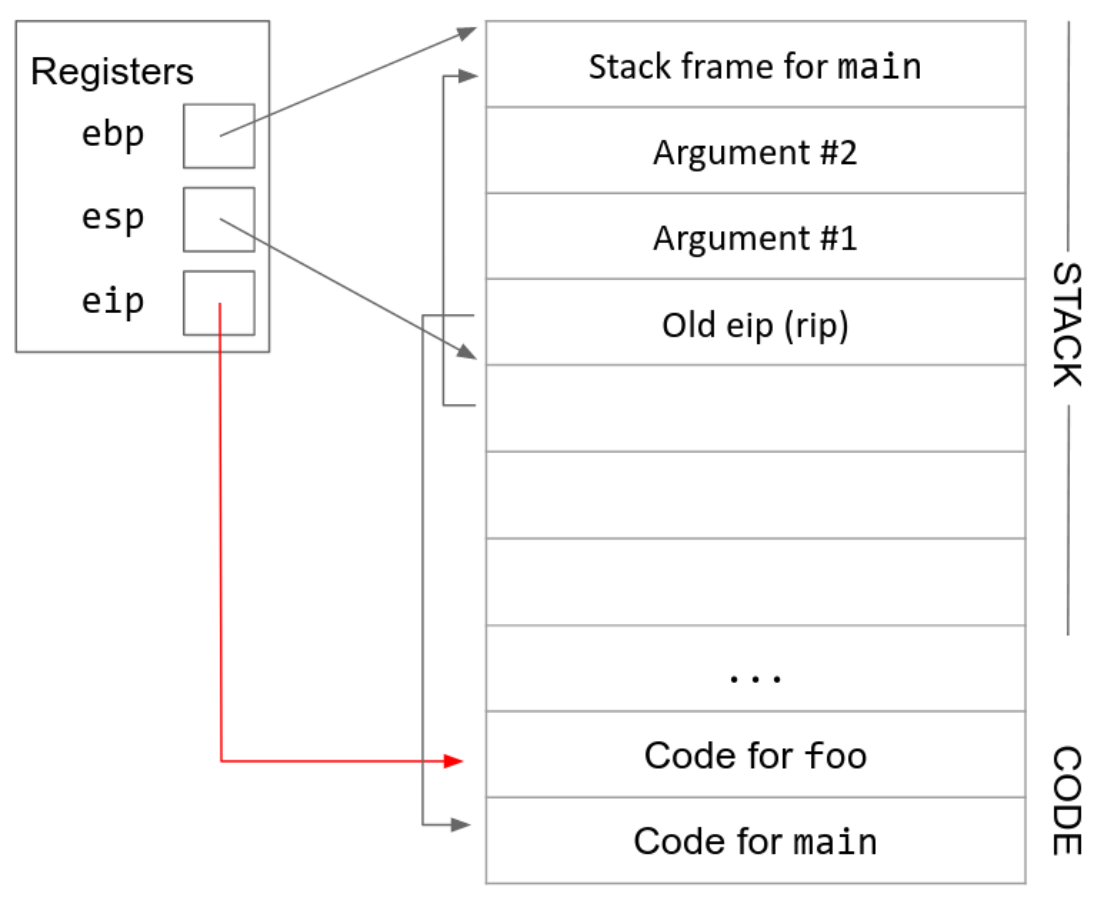 Registers
ebp
esp
eip
Stack frame for main
Argument #2
Argument #1
Old eip (rip)
...
Code for foo
Code for main
STACK
CODE